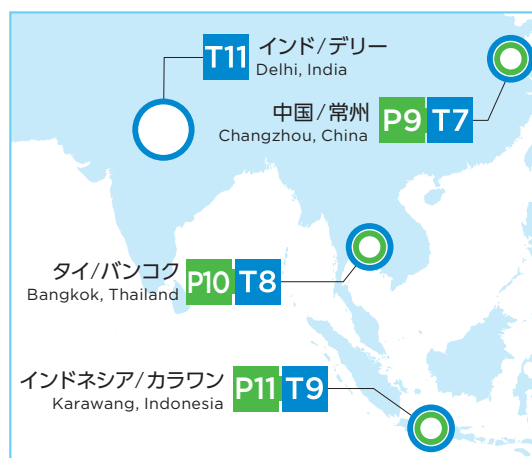 T11 インド/デリー
Delhi, India
中国/常州 P9 T7
Changzhou, China
タイ/バンコク P10 T8
Bangkok, Thailand
インドネシア/カラワン P11 T9
Karawang, Indonesia